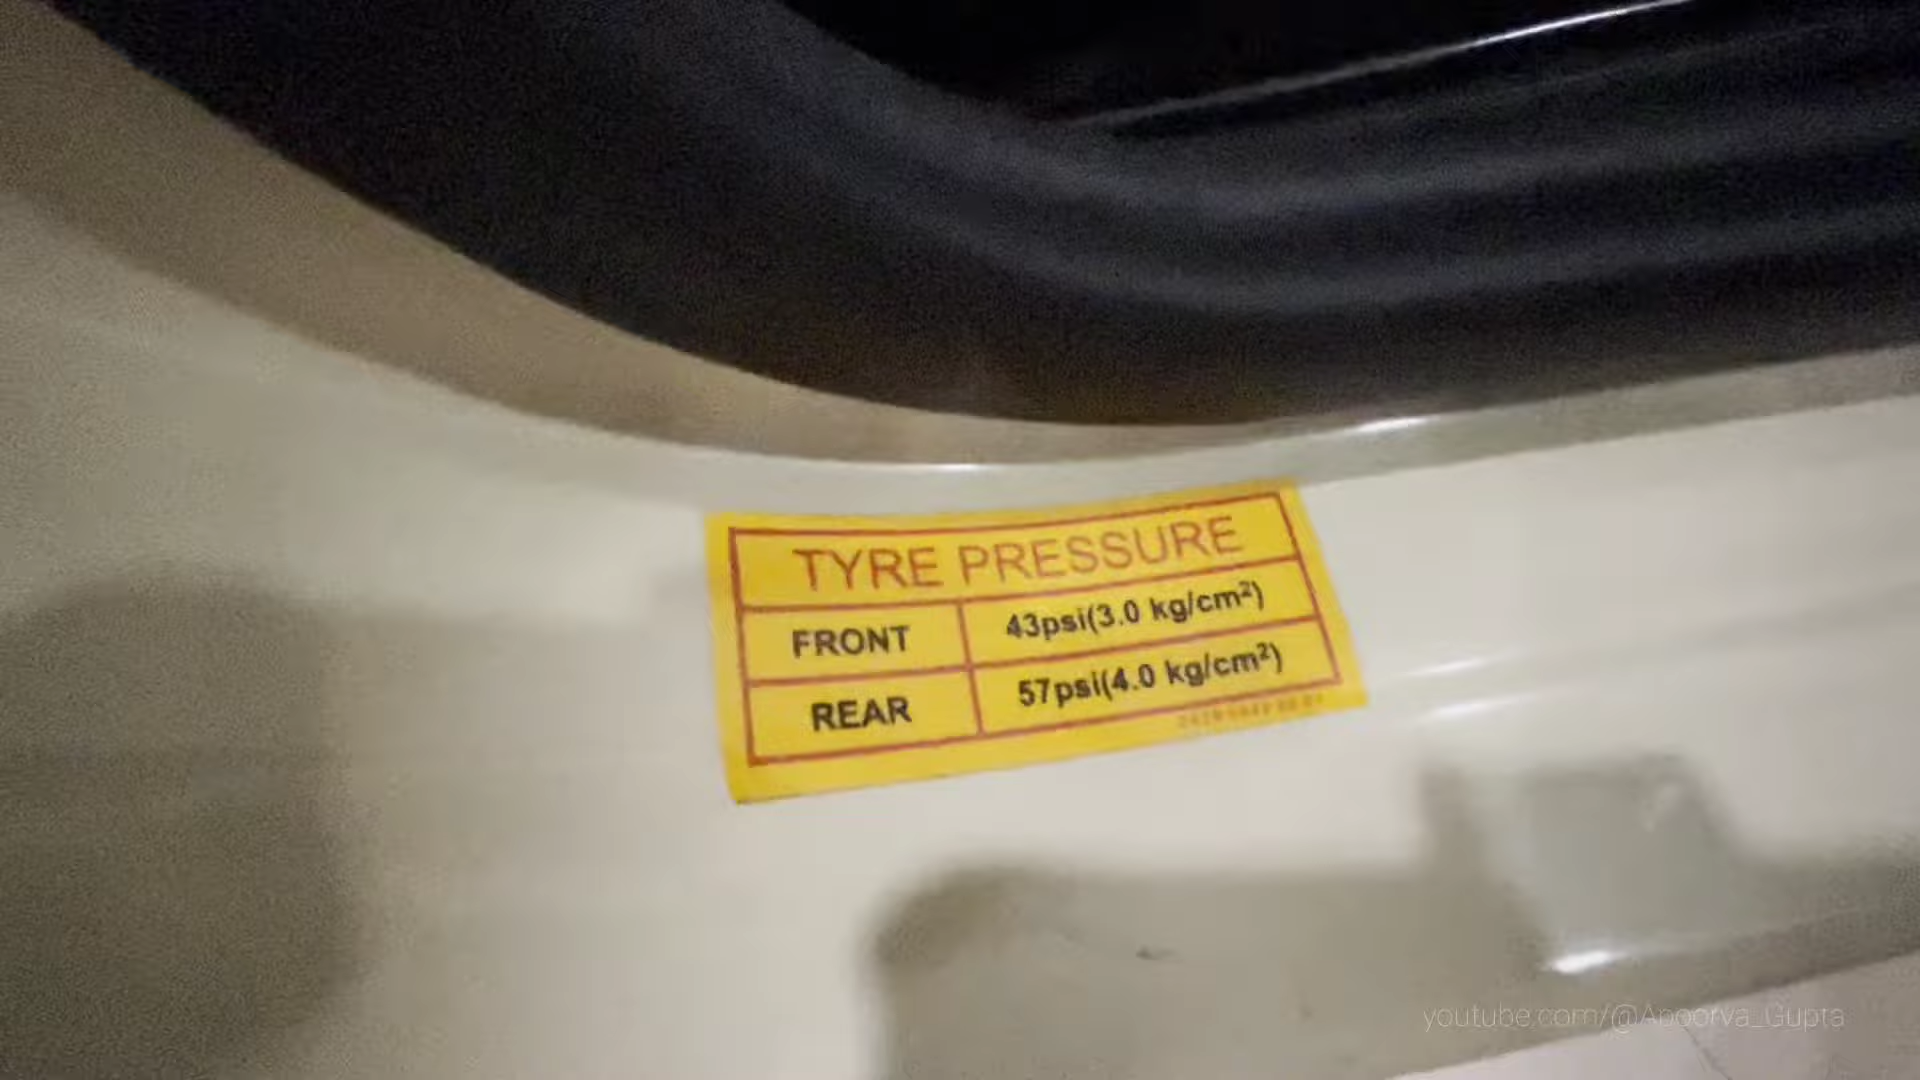 TYRE PRESSURE
FRONT 43psi(3.0 kg/cm²)
REAR 57psi(4.0 kg/cm²)
youtube.com/@Apoorva_Gupta